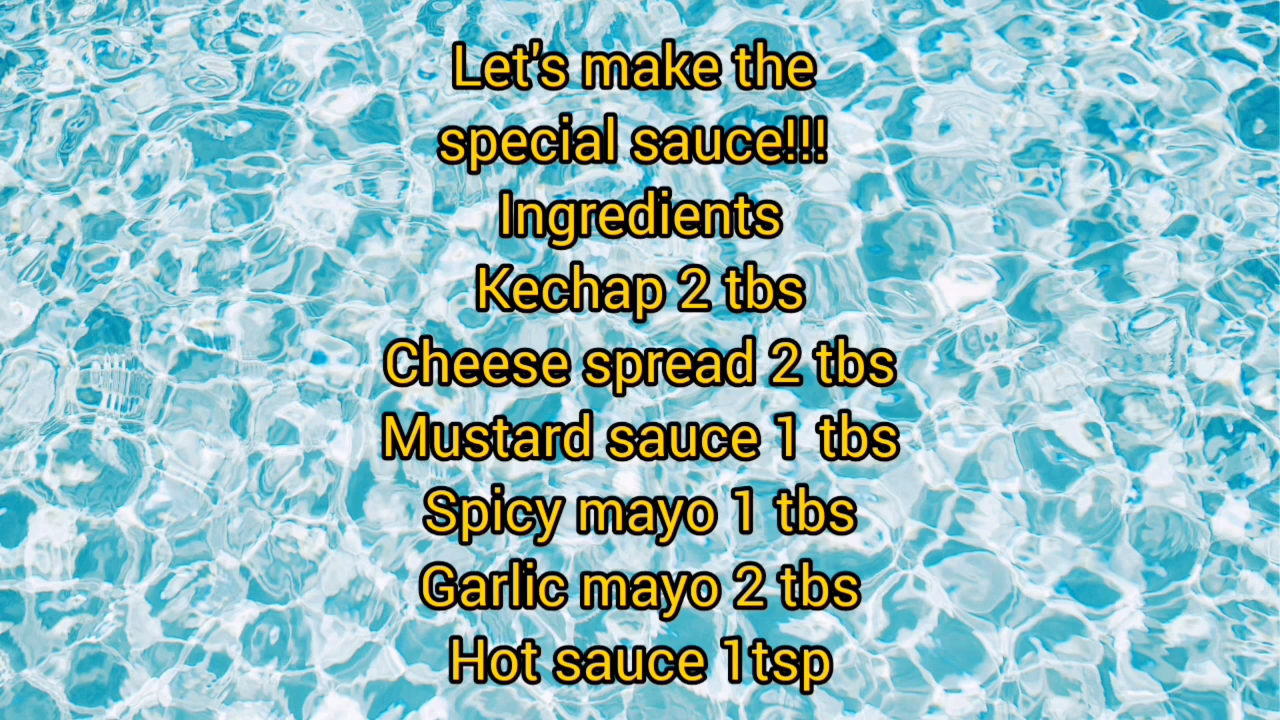 Let's make the
special sauce!!!
Ingredients
Kechap 2 tbs
Cheese spread 2 tbs
Mustard sauce 1 tbs
Spicy mayo 1 tbs
Garlic mayo 2 tbs
Hot sauce 1tsp